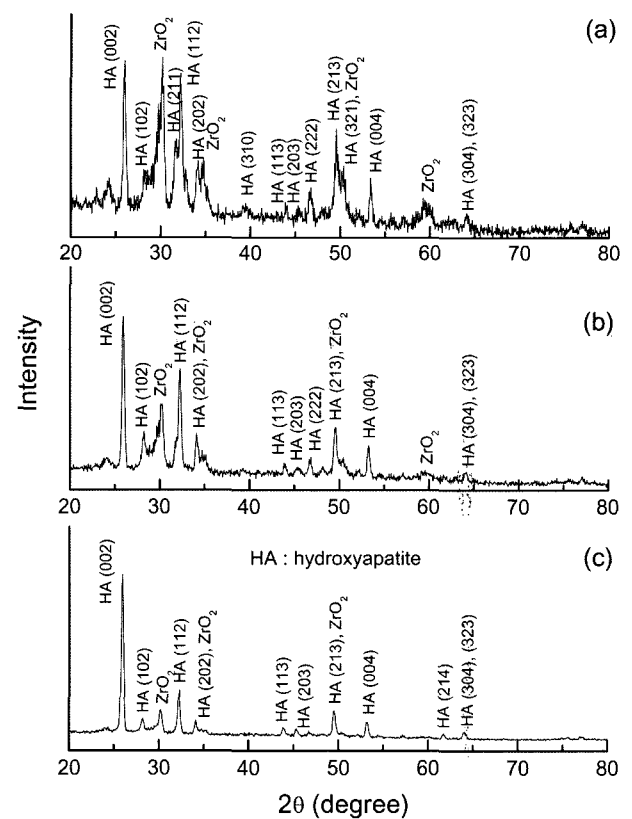 (a)
HA (002)
HA (102)
ZrO₂
HA (211)
HA (112)
HA (202)
ZrO₂
HA (310)
HA (113)
HA (203)
HA (222)
HA (213)
HA (321), ZrO₂
HA (004)
ZrO₂
HA (304), (323)
20 30 40 50 60 70 80
(b)
HA (002)
HA (102)
ZrO₂
HA (112)
HA (202), ZrO₂
HA (113)
HA (203)
HA (222)
HA (213), ZrO₂
HA (004)
ZrO₂
HA (304), (323)
20 30 40 50 60 70 80
Intensity
(c)
HA : hydroxyapatite
HA (002)
HA (102)
ZrO₂
HA (112)
HA (202), ZrO₂
HA (113)
HA (203)
HA (213), ZrO₂
HA (004)
HA (214)
HA (304), (323)
20 30 40 50 60 70 80
2θ (degree)